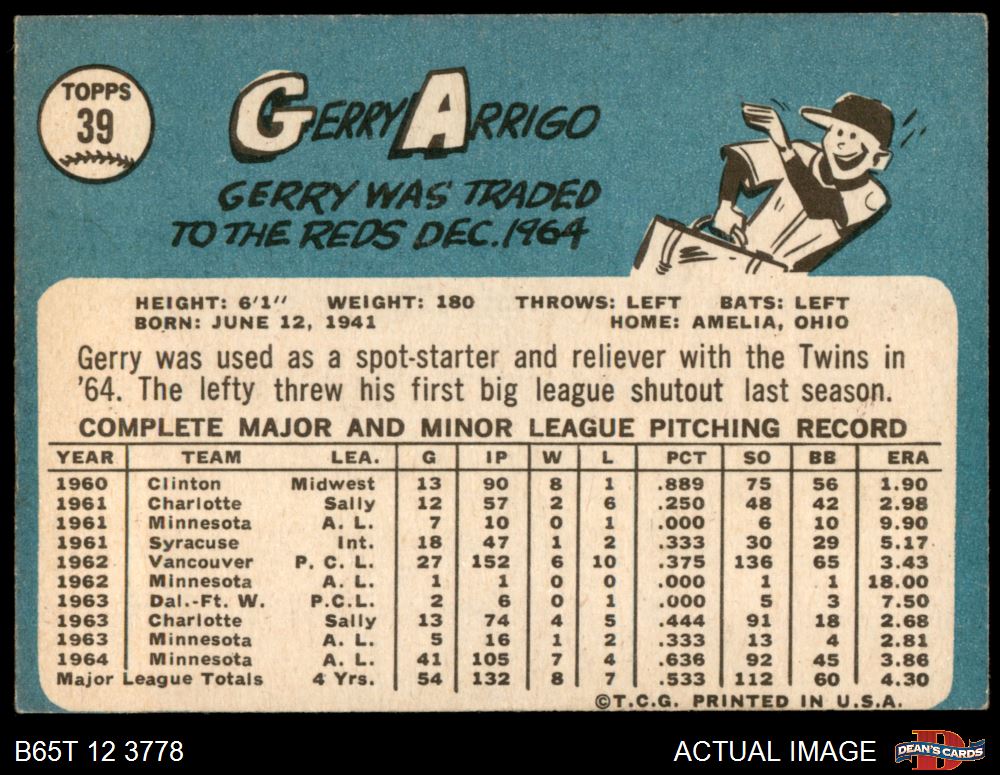 TOPPS
39
GERRY ARRIGO
GERRY WAS TRADED
TO THE REDS DEC. 1964
HEIGHT: 6'1" WEIGHT: 180 THROWS: LEFT BATS: LEFT
BORN: JUNE 12, 1941 HOME: AMELIA, OHIO
Gerry was used as a spot-starter and reliever with the Twins in
'64. The lefty threw his first big league shutout last season.
COMPLETE MAJOR AND MINOR LEAGUE PITCHING RECORD
YEAR TEAM LEA. G IP W L PCT SO BB ERA
1960 Clinton Midwest 13 90 8 1 .889 75 56 1.90
1961 Charlotte Sally 12 57 2 6 .250 48 42 2.98
1961 Minnesota A. L. 7 10 0 1 .000 6 10 9.90
1961 Syracuse Int. 18 47 1 2 .333 30 29 5.17
1962 Vancouver P. C. L. 27 152 6 10 .375 136 65 3.43
1962 Minnesota A. L. 1 1 0 0 .000 1 1 18.00
1963 Dal.-Ft. W. P.C.L. 2 6 0 1 .000 5 3 7.50
1963 Charlotte Sally 13 74 4 5 .444 91 18 2.68
1963 Minnesota A. L. 5 16 1 2 .333 13 4 2.81
1964 Minnesota A. L. 41 105 7 4 .636 92 45 3.86
Major League Totals 4 Yrs. 54 132 8 7 .533 112 60 4.30
©T.C.G. PRINTED IN U.S.A.
B65T 12 3778 ACTUAL IMAGE DEAN'S CARDS